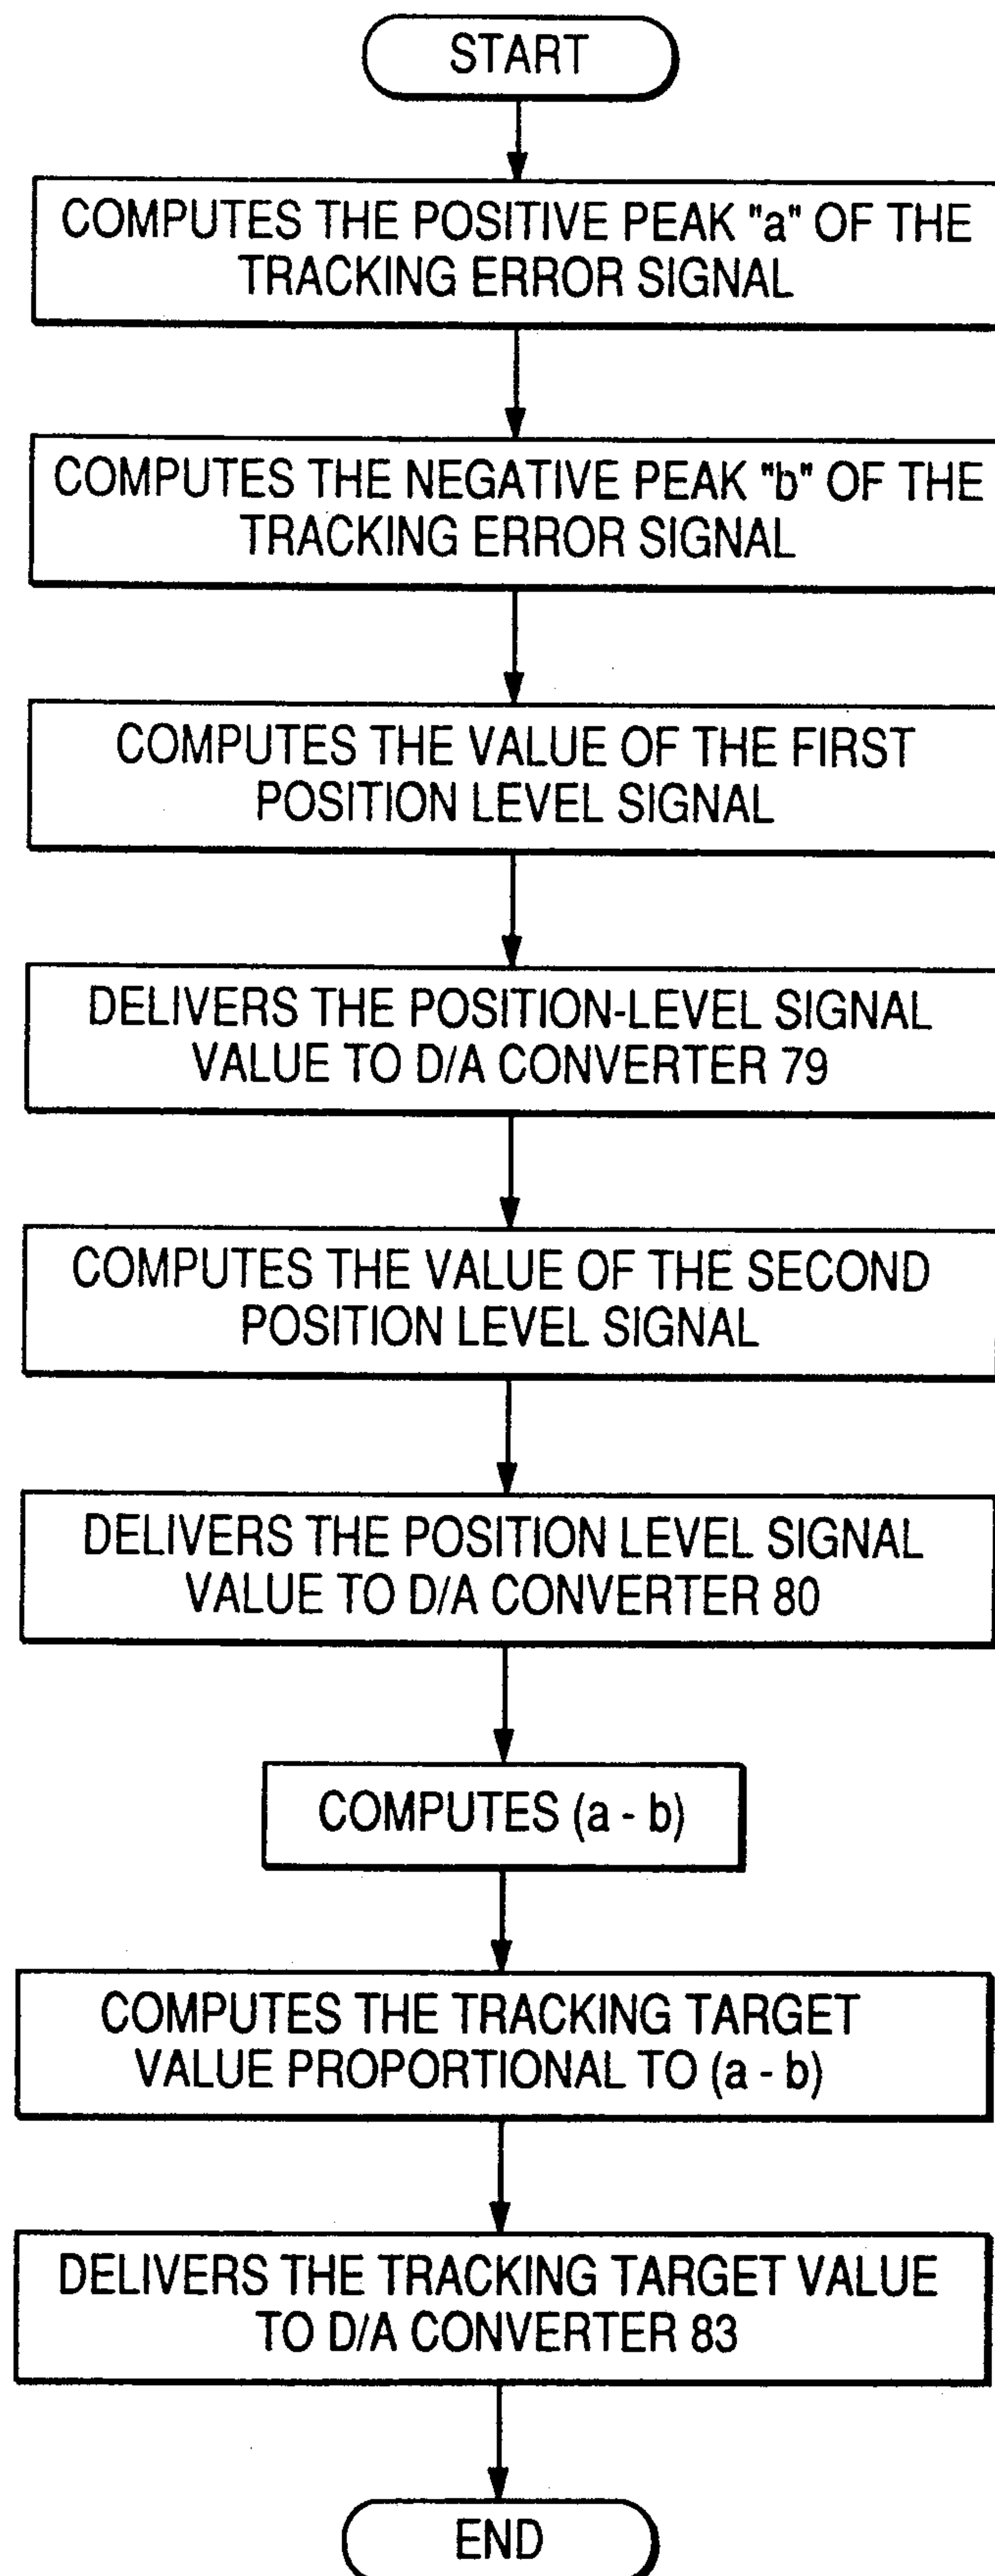 START
COMPUTES THE POSITIVE PEAK "a" OF THE
TRACKING ERROR SIGNAL
COMPUTES THE NEGATIVE PEAK "b" OF THE
TRACKING ERROR SIGNAL
COMPUTES THE VALUE OF THE FIRST
POSITION LEVEL SIGNAL
DELIVERS THE POSITION-LEVEL SIGNAL
VALUE TO D/A CONVERTER 79
COMPUTES THE VALUE OF THE SECOND
POSITION LEVEL SIGNAL
DELIVERS THE POSITION LEVEL SIGNAL
VALUE TO D/A CONVERTER 80
COMPUTES (a - b)
COMPUTES THE TRACKING TARGET
VALUE PROPORTIONAL TO (a - b)
DELIVERS THE TRACKING TARGET VALUE
TO D/A CONVERTER 83
END